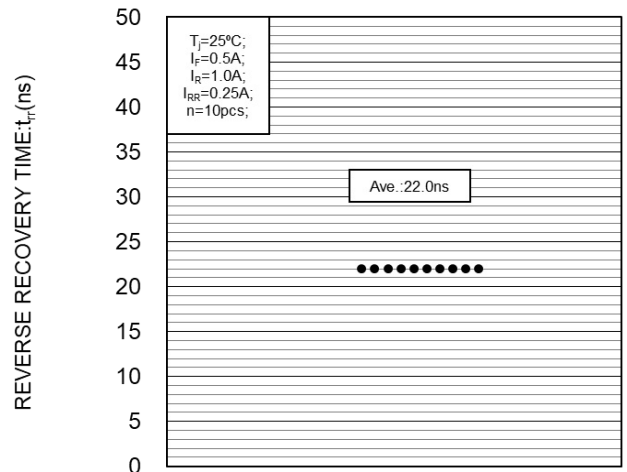 REVERSE RECOVERY TIME:trr(ns)
50
45
40
35
30
25
20
15
10
5
0
Tj=25⁰C;
IF=0.5A;
IR=1.0A;
IRR=0.25A;
n=10pcs;
Ave.:22.0ns